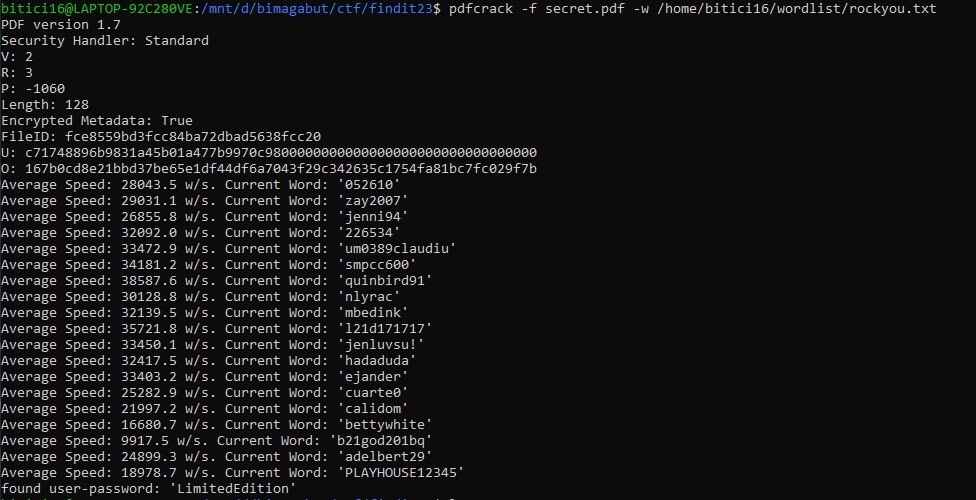 bitici16@LAPTOP-92C280VE:/mnt/d/bimagabut/ctf/findit23$ pdfcrack -f secret.pdf -w /home/bitici16/wordlist/rockyou.txt
PDF version 1.7
Security Handler: Standard
V: 2
R: 3
P: -1060
Length: 128
Encrypted Metadata: True
FileID: fce8559bd3fcc84ba72dbad5638fcc20
U: c71748896b9831a45b01a477b9970c9800000000000000000000000000000000
O: 167b0cd8e21bbd37be65e1df44df6a7043f29c342635c1754fa81bc7fc029f7b
Average Speed: 28043.5 w/s. Current Word: '052610'
Average Speed: 29031.1 w/s. Current Word: 'zay2007'
Average Speed: 26855.8 w/s. Current Word: 'jenni94'
Average Speed: 32092.0 w/s. Current Word: '226534'
Average Speed: 33472.9 w/s. Current Word: 'um0389claudiu'
Average Speed: 34181.2 w/s. Current Word: 'smpcc600'
Average Speed: 38587.6 w/s. Current Word: 'quinbird91'
Average Speed: 30128.8 w/s. Current Word: 'nlyrac'
Average Speed: 32139.5 w/s. Current Word: 'mbedink'
Average Speed: 35721.8 w/s. Current Word: 'l21d171717'
Average Speed: 33450.1 w/s. Current Word: 'jenluvsu!'
Average Speed: 32417.5 w/s. Current Word: 'hadaduda'
Average Speed: 33403.2 w/s. Current Word: 'ejander'
Average Speed: 25282.9 w/s. Current Word: 'cuarte0'
Average Speed: 21997.2 w/s. Current Word: 'calidom'
Average Speed: 16680.7 w/s. Current Word: 'bettywhite'
Average Speed: 9917.5 w/s. Current Word: 'b21god201bq'
Average Speed: 24899.3 w/s. Current Word: 'adelbert29'
Average Speed: 18978.7 w/s. Current Word: 'PLAYHOUSE12345'
found user-password: 'LimitedEdition'